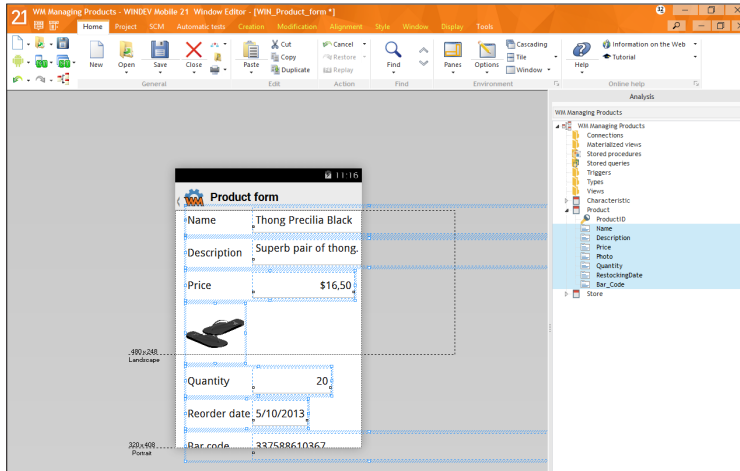 21 WM Managing Products - WINDEV Mobile 21 Window Editor - [WIN_Product_form *]
Home Project SCM Automatic tests Creation Modification Alignment Style Window Display Tools
New Open Save Close Paste Cut Copy Duplicate Cancel Restore Replay Find Panes Options Cascading Tile Window Help Information on the Web Tutorial
General Edit Action Find Environment Online help
Analysis
WM Managing Products
WM Managing Products
Connections
Materialized views
Stored procedures
Stored queries
Triggers
Types
Views
Characteristic
Product
ProductID
Name
Description
Price
Photo
Quantity
RestockingDate
Bar_Code
Store
11:16
WM Product form
Name Thong Precilia Black
Description Superb pair of thong.
Price $16,50
480x248
Landscape
Quantity 20
Reorder date 5/10/2013
320x408
Portrait
Bar code 337588610367